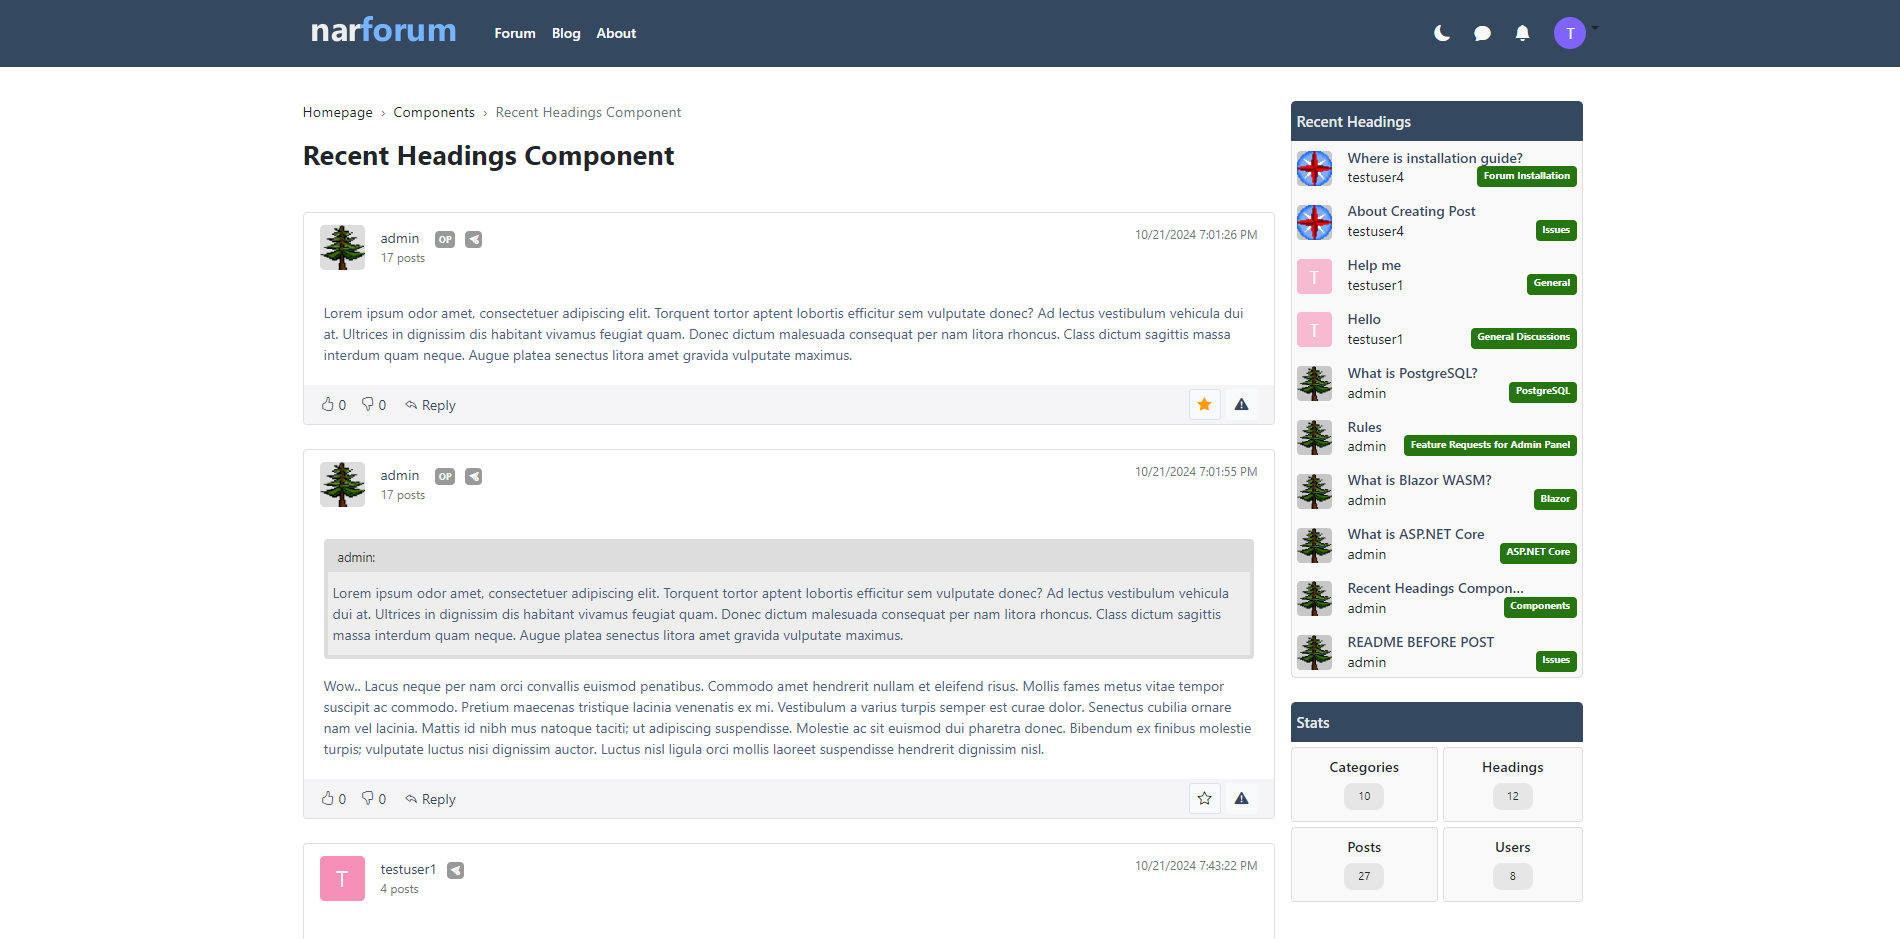 narforum Forum Blog About T
Homepage › Components › Recent Headings Component
Recent Headings Component
admin OP
17 posts
10/21/2024 7:01:26 PM
Lorem ipsum odor amet, consectetuer adipiscing elit. Torquent tortor aptent lobortis efficitur sem vulputate donec? Ad lectus vestibulum vehicula dui
at. Ultrices in dignissim dis habitant vivamus feugiat quam. Donec dictum malesuada consequat per nam litora rhoncus. Class dictum sagittis massa
interdum quam neque. Augue platea senectus litora amet gravida vulputate maximus.
0 0 Reply
admin OP
17 posts
10/21/2024 7:01:55 PM
admin:
Lorem ipsum odor amet, consectetuer adipiscing elit. Torquent tortor aptent lobortis efficitur sem vulputate donec? Ad lectus vestibulum vehicula
dui at. Ultrices in dignissim dis habitant vivamus feugiat quam. Donec dictum malesuada consequat per nam litora rhoncus. Class dictum sagittis
massa interdum quam neque. Augue platea senectus litora amet gravida vulputate maximus.
Wow.. Lacus neque per nam orci convallis euismod penatibus. Commodo amet hendrerit nullam et eleifend risus. Mollis fames metus vitae tempor
suscipit ac commodo. Pretium maecenas tristique lacinia venenatis ex mi. Vestibulum a varius turpis semper est curae dolor. Senectus cubilia ornare
nam vel lacinia. Mattis id nibh mus natoque taciti; ut adipiscing suspendisse. Molestie ac sit euismod dui pharetra donec. Bibendum ex finibus molestie
turpis; vulputate luctus nisi dignissim auctor. Luctus nisl ligula orci mollis laoreet suspendisse hendrerit dignissim nisl.
0 0 Reply
T
testuser1
4 posts
10/21/2024 7:43:22 PM
Recent Headings
Where is installation guide?
testuser4 Forum Installation
About Creating Post
testuser4 Issues
T
Help me
testuser1 General
T
Hello
testuser1 General Discussions
What is PostgreSQL?
admin PostgreSQL
Rules
admin Feature Requests for Admin Panel
What is Blazor WASM?
admin Blazor
What is ASP.NET Core
admin ASP.NET Core
Recent Headings Compon...
admin Components
README BEFORE POST
admin Issues
Stats
Categories Headings
10 12
Posts Users
27 8